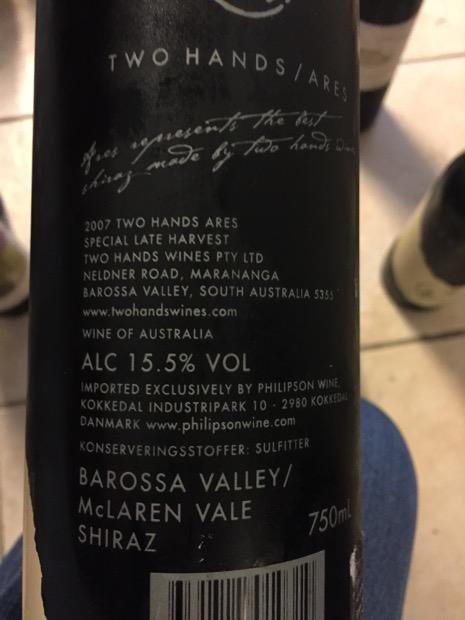 TWO HANDS/ARES
Ares represents the best
shiraz made by two hands wines
2007 TWO HANDS ARES
SPECIAL LATE HARVEST
TWO HANDS WINES PTY LTD
NELDNER ROAD, MARANANGA
BAROSSA VALLEY, SOUTH AUSTRALIA 5355
www.twohandswines.com
WINE OF AUSTRALIA
ALC 15.5% VOL
IMPORTED EXCLUSIVELY BY PHILIPSON WINE,
KOKKEDAL INDUSTRIPARK 10 - 2980 KOKKEDAL
DANMARK www.philipsonwine.com
KONSERVERINGSSTOFFER: SULFITTER
BAROSSA VALLEY/
McLAREN VALE
SHIRAZ
750mL